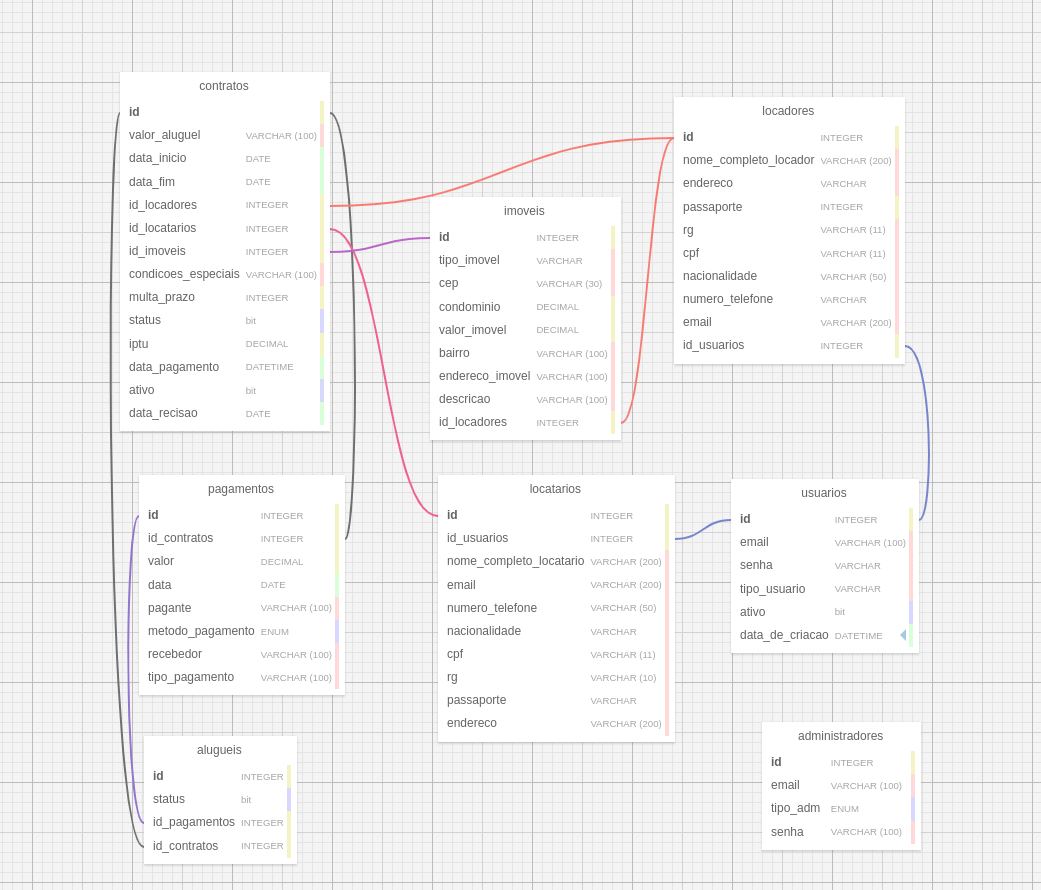 contratos
id
valor_aluguel VARCHAR (100)
data_inicio DATE
data_fim DATE
id_locadores INTEGER
id_locatarios INTEGER
id_imoveis INTEGER
condicoes_especiais VARCHAR (100)
multa_prazo INTEGER
status bit
iptu DECIMAL
data_pagamento DATETIME
ativo bit
data_recisao DATE
locadores
id INTEGER
nome_completo_locador VARCHAR (200)
endereco VARCHAR
passaporte INTEGER
rg VARCHAR (11)
cpf VARCHAR (11)
nacionalidade VARCHAR (50)
numero_telefone VARCHAR
email VARCHAR (200)
id_usuarios INTEGER
imoveis
id INTEGER
tipo_imovel VARCHAR
cep VARCHAR (30)
condominio DECIMAL
valor_imovel DECIMAL
bairro VARCHAR (100)
endereco_imovel VARCHAR (100)
descricao VARCHAR (100)
id_locadores INTEGER
pagamentos
id INTEGER
id_contratos INTEGER
valor DECIMAL
data DATE
pagante VARCHAR (100)
metodo_pagamento ENUM
recebedor VARCHAR (100)
tipo_pagamento VARCHAR (100)
locatarios
id INTEGER
id_usuarios INTEGER
nome_completo_locatario VARCHAR (200)
email VARCHAR (200)
numero_telefone VARCHAR (50)
nacionalidade VARCHAR
cpf VARCHAR (11)
rg VARCHAR (10)
passaporte VARCHAR
endereco VARCHAR (200)
usuarios
id INTEGER
email VARCHAR (100)
senha VARCHAR
tipo_usuario VARCHAR
ativo bit
data_de_criacao DATETIME
alugueis
id INTEGER
status bit
id_pagamentos INTEGER
id_contratos INTEGER
administradores
id INTEGER
email VARCHAR (100)
tipo_adm ENUM
senha VARCHAR (100)